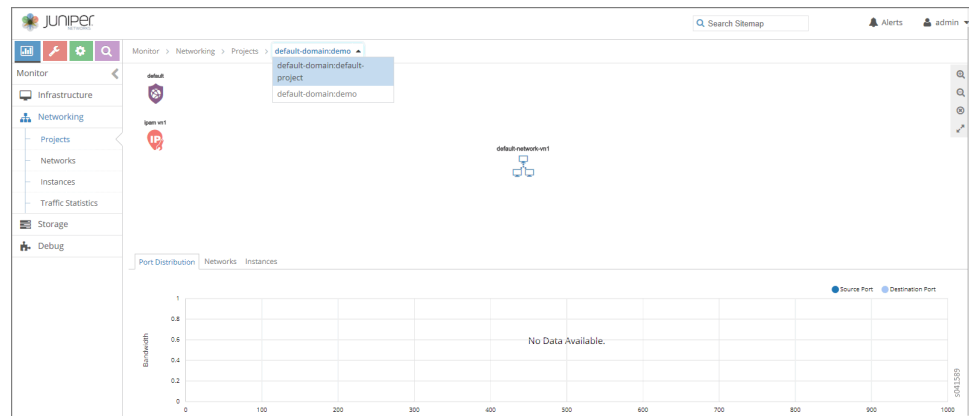 JUNIPER
NETWORKS
Search Sitemap
Alerts
admin
Monitor > Networking > Projects > default-domain:demo
default-domain:default-project
default-domain:demo
Monitor
Infrastructure
Networking
Projects
Networks
Instances
Traffic Statistics
Storage
Debug
default
ipam vn1
IP
default-network-vn1
Port Distribution Networks Instances
Source Port Destination Port
Bandwidth
1
0.8
0.6
0.4
0.2
0
No Data Available.
0 100 200 300 400 500 600 700 800 900 1000
s041589